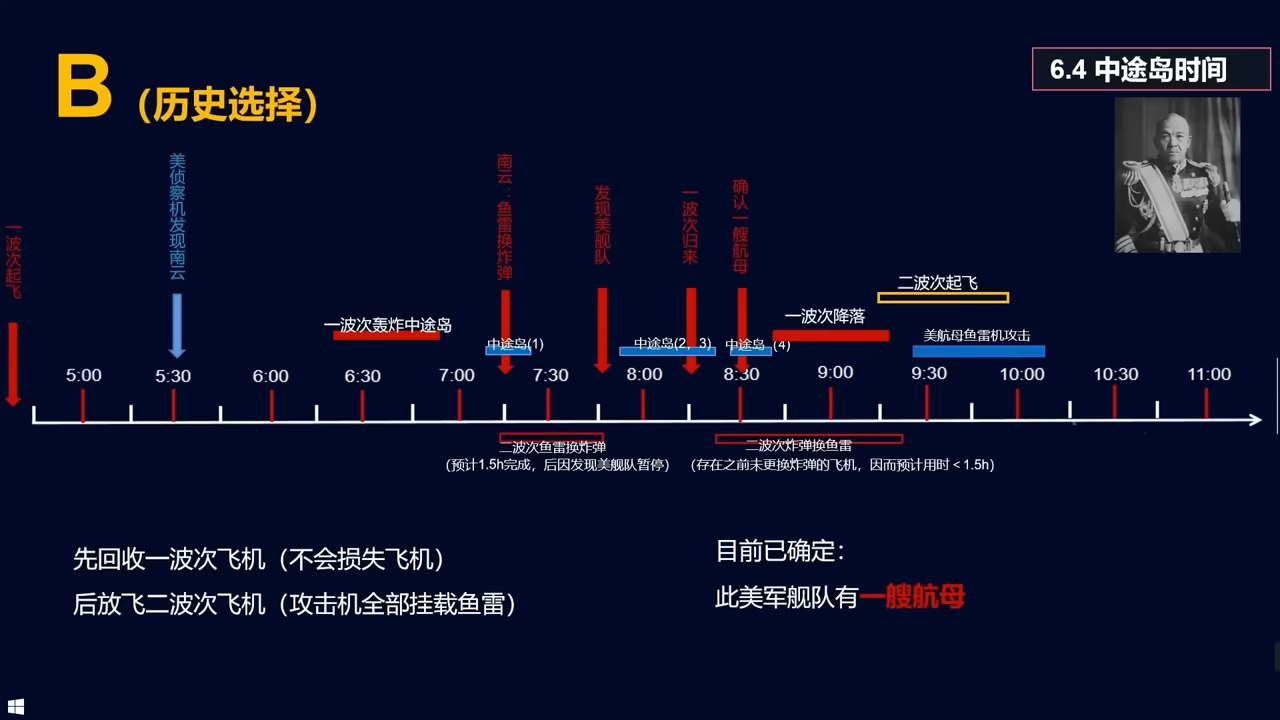 B（历史选择）
6.4 中途岛时间
一波次起飞
美侦察机发现南云
南云：鱼雷换炸弹
发现美舰队
一波次归来
确认一艘航母
二波次起飞
一波次轰炸中途岛
一波次降落
美航母鱼雷机攻击
中途岛(1)
中途岛(2，3)
中途岛（4）
5:00 5:30 6:00 6:30 7:00 7:30 8:00 8:30 9:00 9:30 10:00 10:30 11:00
二波次鱼雷换炸弹
（预计1.5h完成，后因发现美舰队暂停）
二波次炸弹换鱼雷
（存在之前未更换炸弹的飞机，因而预计用时＜1.5h）
先回收一波次飞机（不会损失飞机）
后放飞二波次飞机（攻击机全部挂载鱼雷）
目前已确定：
此美军舰队有一艘航母